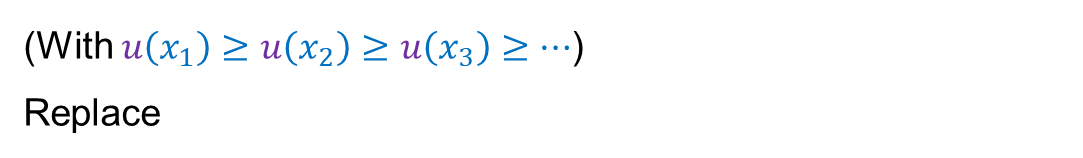 (With u(x₁) ≥ u(x₂) ≥ u(x₃) ≥ ⋯)
Replace